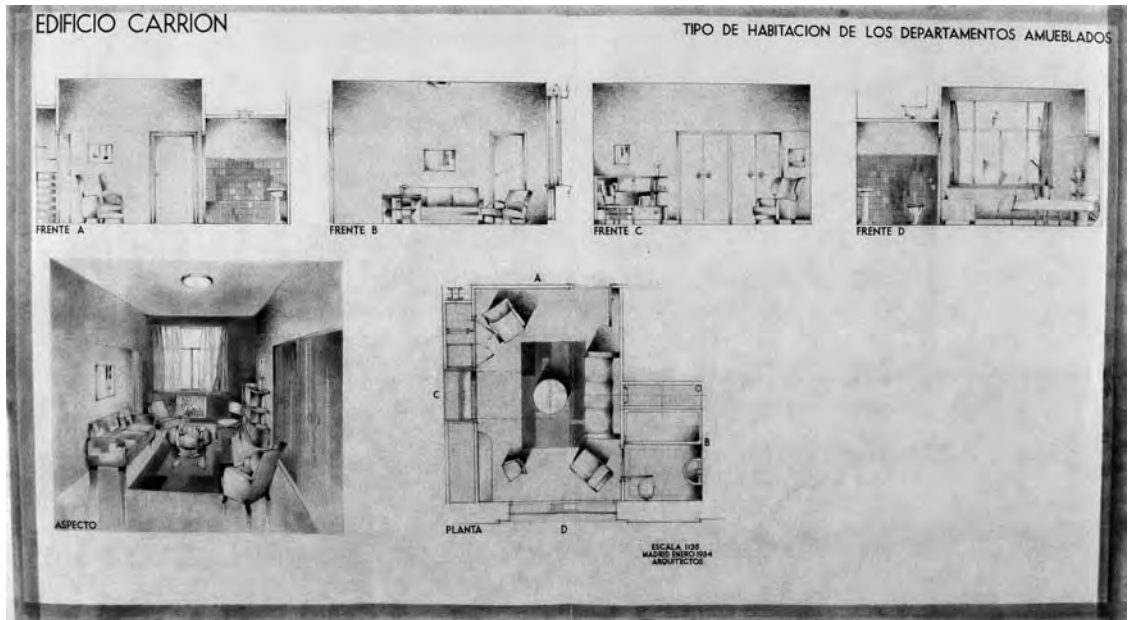 EDIFICIO CARRION
TIPO DE HABITACION DE LOS DEPARTAMENTOS AMUEBLADOS
FRENTE A
FRENTE B
FRENTE C
FRENTE D
ASPECTO
A
C
B
PLANTA
D
ESCALA 1:25
MADRID ENERO 1934
ARQUITECTOS